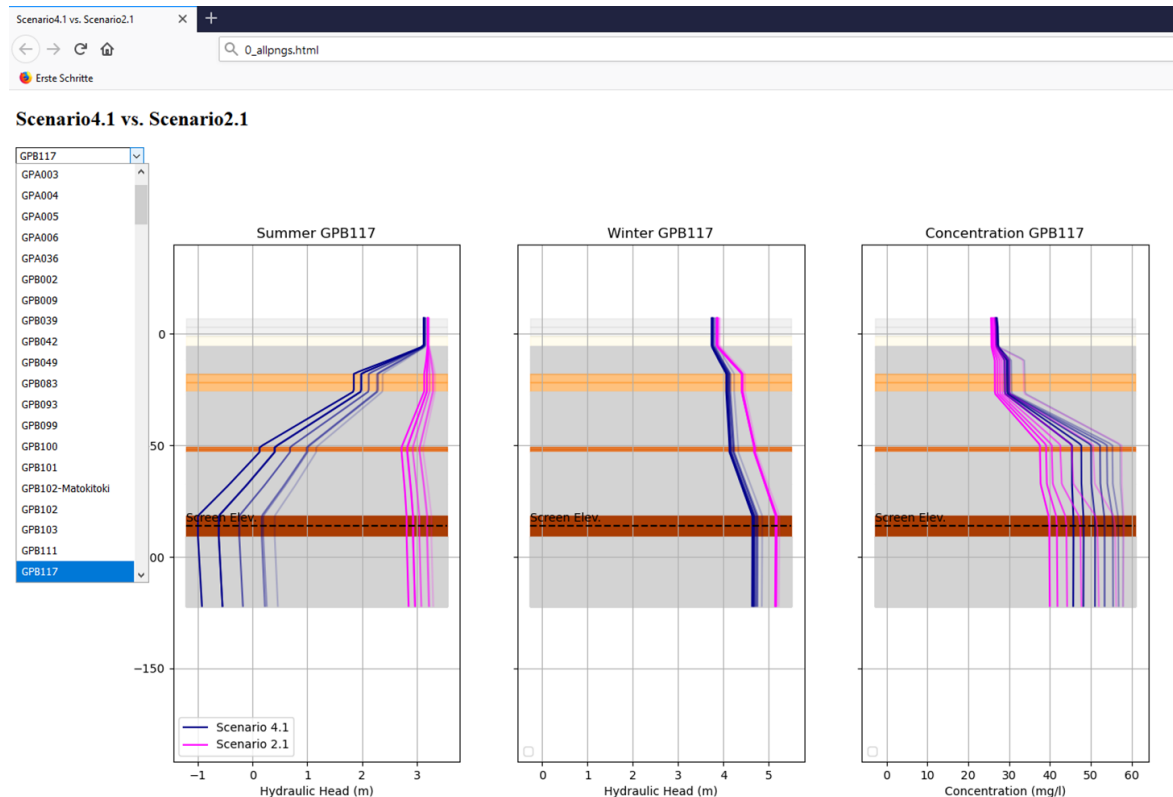 Scenario4.1 vs. Scenario2.1
0_allpngs.html
Erste Schritte
Scenario4.1 vs. Scenario2.1
GPB117
GPA003
GPA004
GPA005
GPA006
GPA036
GPB002
GPB009
GPB039
GPB042
GPB049
GPB083
GPB093
GPB099
GPB100
GPB101
GPB102-Matokitoki
GPB102
GPB103
GPB111
GPB117
Summer GPB117
0
50
00
−150
Screen Elev.
Scenario 4.1
Scenario 2.1
−1 0 1 2 3
Hydraulic Head (m)
Winter GPB117
Screen Elev.
0 1 2 3 4 5
Hydraulic Head (m)
Concentration GPB117
Screen Elev.
0 10 20 30 40 50 60
Concentration (mg/l)